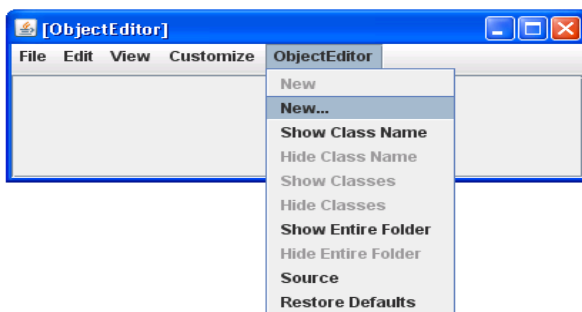 [ObjectEditor]
File Edit View Customize ObjectEditor
New
New...
Show Class Name
Hide Class Name
Show Classes
Hide Classes
Show Entire Folder
Hide Entire Folder
Source
Restore Defaults